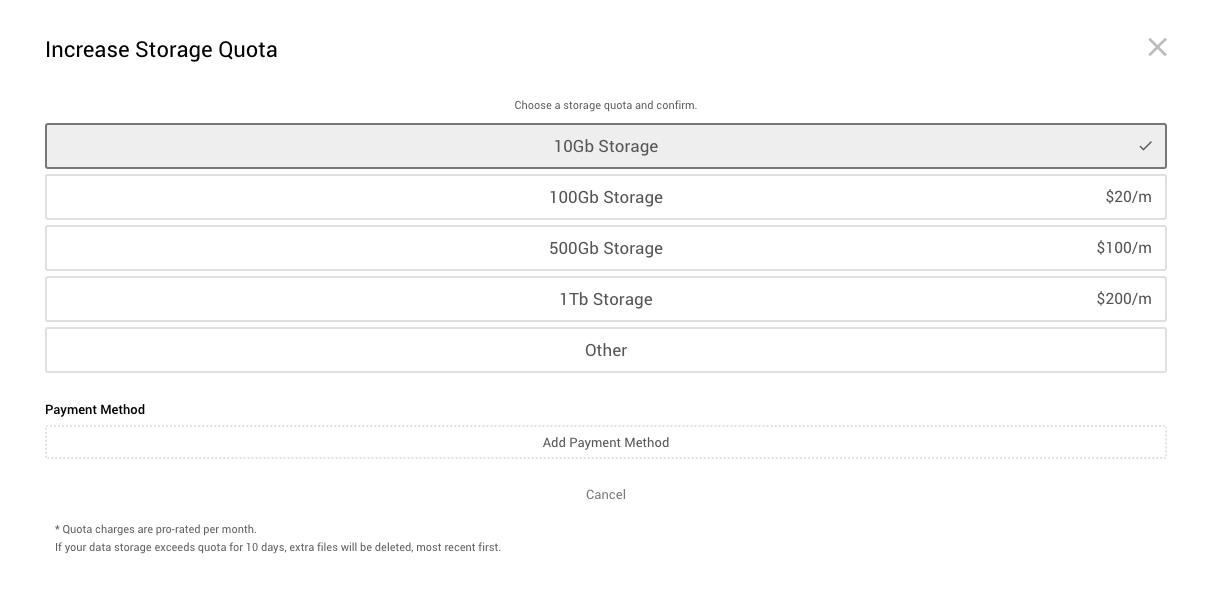 Increase Storage Quota
Choose a storage quota and confirm.
10Gb Storage
100Gb Storage $20/m
500Gb Storage $100/m
1Tb Storage $200/m
Other
Payment Method
Add Payment Method
Cancel
* Quota charges are pro-rated per month.
If your data storage exceeds quota for 10 days, extra files will be deleted, most recent first.